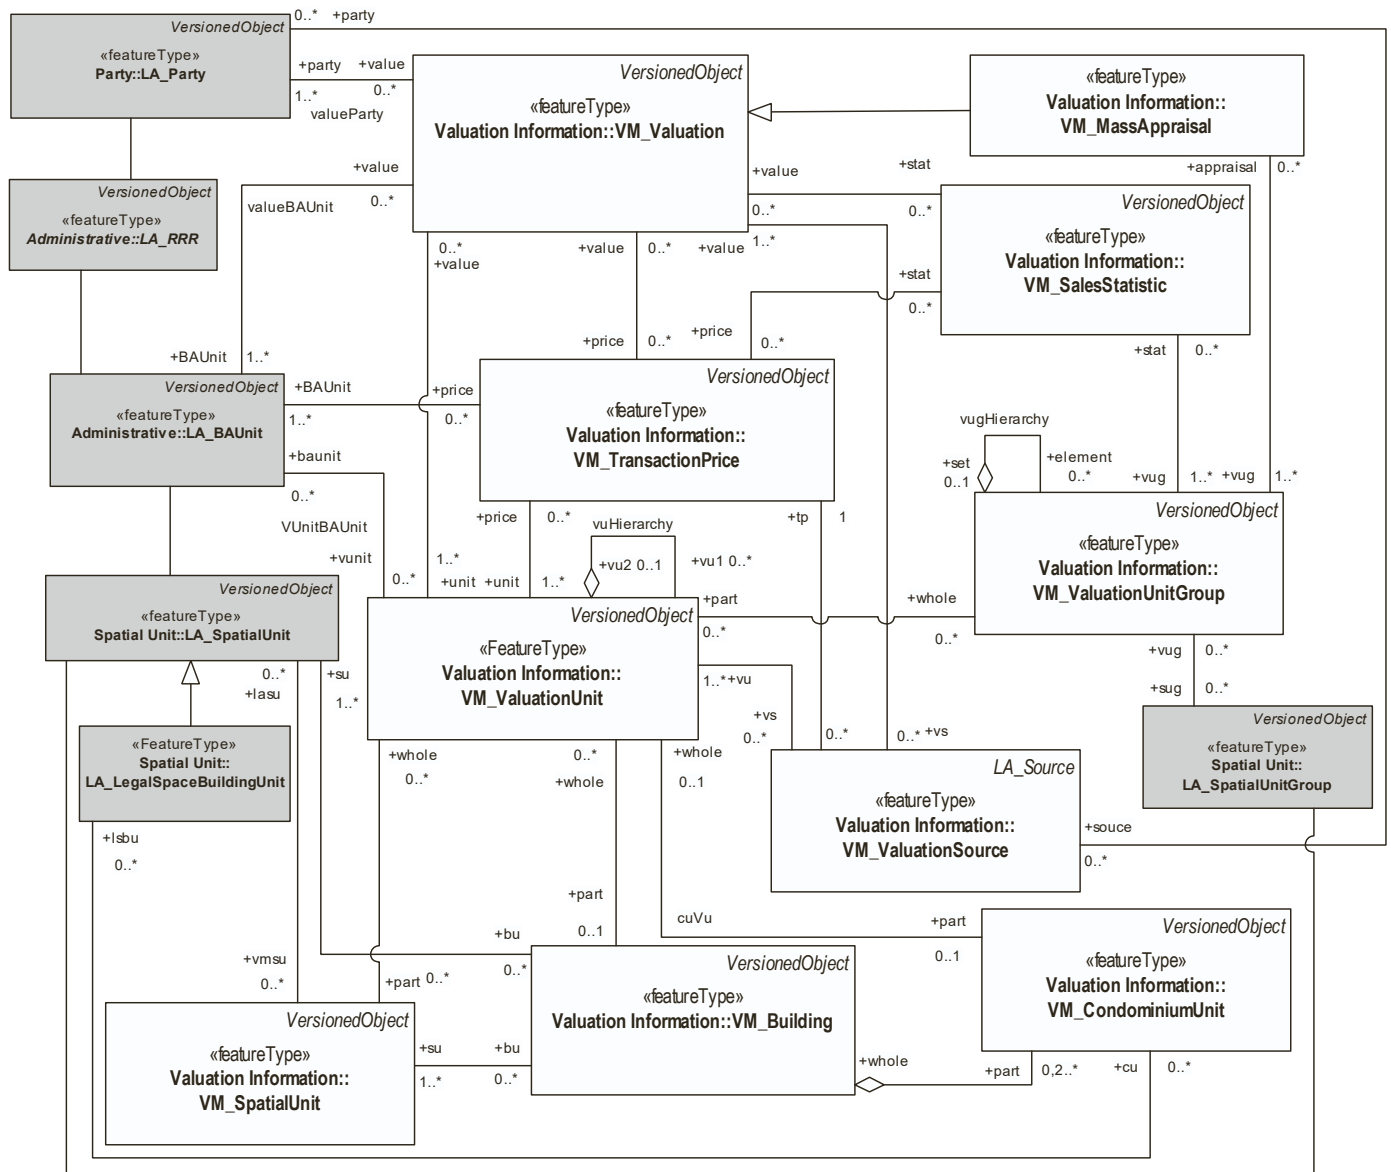 0..* +party
VersionedObject
«featureType»
Party::LA_Party
+party +value
1..* 0..*
valueParty
VersionedObject
«featureType»
Valuation Information::VM_Valuation
«featureType»
Valuation Information::
VM_MassAppraisal
+appraisal 0..*
VersionedObject
«featureType»
Administrative::LA_RRR
+value
0..*
valueBAUnit
+value
0..*
+stat
0..*
VersionedObject
«featureType»
Valuation Information::
VM_SalesStatistic
0..*
+value
+value 0..*
+value 1..*
+stat
0..*
+price 0..*
+price
0..*
+stat 0..*
+BAUnit 1..*
VersionedObject
«featureType»
Administrative::LA_BAUnit
+BAUnit
1..*
+price
0..*
VersionedObject
«featureType»
Valuation Information::
VM_TransactionPrice
vugHierarchy
+set
0..1
+element
0..*
+vug 1..* +vug 1..*
+baunit
0..*
VUnitBAUnit
+vunit
0..*
+price 0..*
+tp 1
vuHierarchy
+vu2 0..1 +vu1 0..*
1..*
+unit +unit 1..*
VersionedObject
«featureType»
Valuation Information::
VM_ValuationUnitGroup
VersionedObject
«featureType»
Spatial Unit::LA_SpatialUnit
VersionedObject
«FeatureType»
Valuation Information::
VM_ValuationUnit
+part
0..*
+whole
0..*
+vug 0..*
+sug 0..*
0..*
+lasu
+su
1..*
1..* +vu
+vs
0..*
0..*
0..* +vs
«FeatureType»
Spatial Unit::
LA_LegalSpaceBuildingUnit
+whole
0..*
0..*
+whole
+whole
0..1
LA_Source
«featureType»
Valuation Information::
VM_ValuationSource
VersionedObject
«featureType»
Spatial Unit::
LA_SpatialUnitGroup
+lsbu
0..*
+souce
0..*
+part
0..1
cuVu
+part
0..1
VersionedObject
«featureType»
Valuation Information::
VM_CondominiumUnit
+vmsu
0..*
+part 0..*
+bu
0..*
VersionedObject
«featureType»
Valuation Information::VM_Building
VersionedObject
«featureType»
Valuation Information::
VM_SpatialUnit
+su
1..*
+bu
0..*
+whole
+part 0,2..*
+cu 0..*